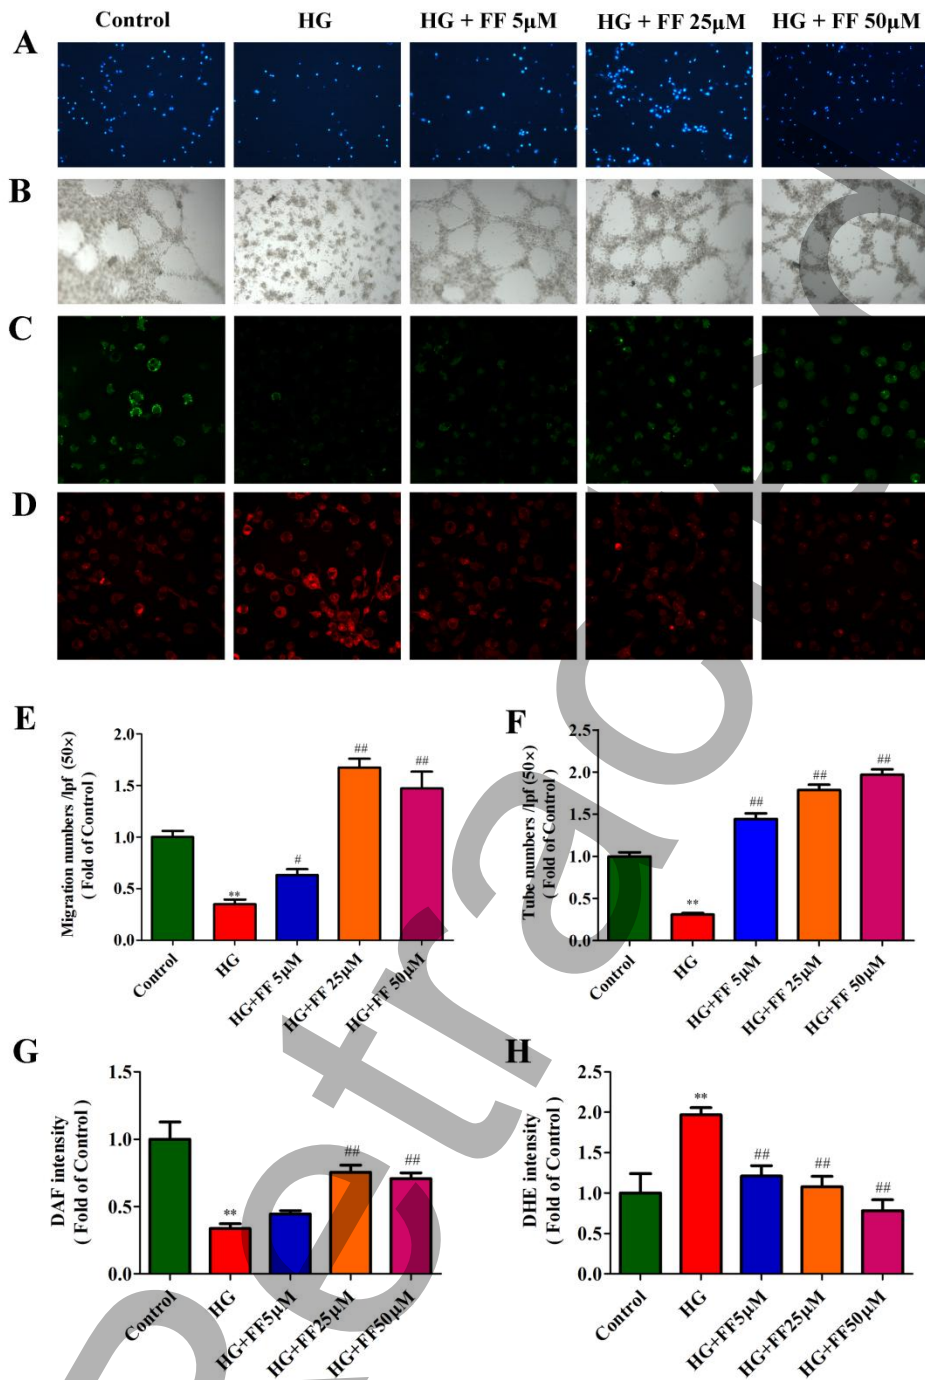 Control HG HG + FF 5μM HG + FF 25μM HG + FF 50μM
A
B
C
D
E
Migration numbers /lpf (50×)
( Fold of Control )
2.0
1.5
1.0
0.5
0.0
** # ## ##
Control HG HG+FF 5μM HG+FF 25μM HG+FF 50μM
F
Tube numbers /lpf (50×)
( Fold of Control )
2.5
2.0
1.5
1.0
0.5
0.0
** ## ## ##
Control HG HG+FF 5μM HG+FF 25μM HG+FF 50μM
G
DAF intensity
( Fold of Control )
1.5
1.0
0.5
0.0
** ## ##
Control HG HG+FF5μM HG+FF25μM HG+FF50μM
H
DHE intensity
( Fold of Control )
2.5
2.0
1.5
1.0
0.5
0.0
** ## ## ##
Control HG HG+FF5μM HG+FF25μM HG+FF50μM
Retracted